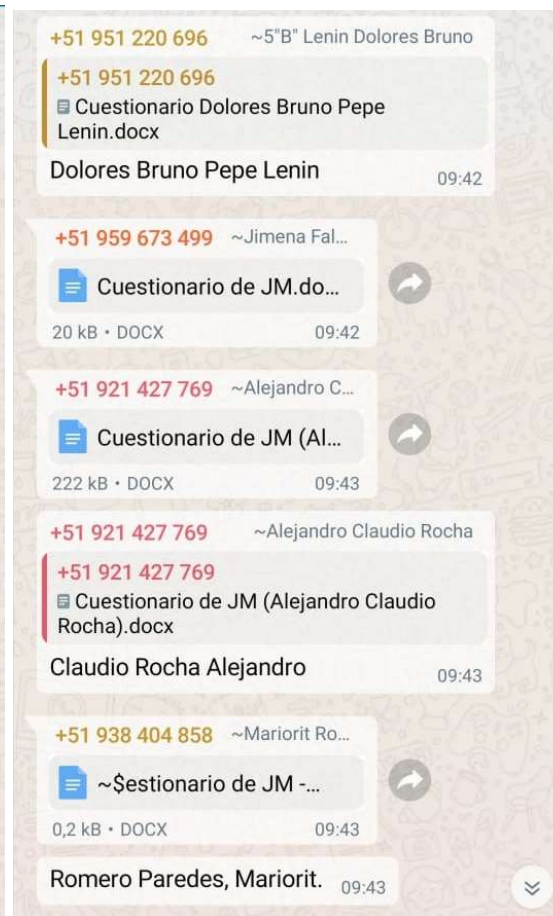 +51 951 220 696 ~5"B" Lenin Dolores Bruno
+51 951 220 696
Cuestionario Dolores Bruno Pepe
Lenin.docx
Dolores Bruno Pepe Lenin 09:42
+51 959 673 499 ~Jimena Fal...
Cuestionario de JM.do...
20 kB • DOCX 09:42
+51 921 427 769 ~Alejandro C...
Cuestionario de JM (Al...
222 kB • DOCX 09:43
+51 921 427 769 ~Alejandro Claudio Rocha
+51 921 427 769
Cuestionario de JM (Alejandro Claudio
Rocha).docx
Claudio Rocha Alejandro 09:43
+51 938 404 858 ~Mariorit Ro...
~$estionario de JM -...
0,2 kB • DOCX 09:43
Romero Paredes, Mariorit. 09:43